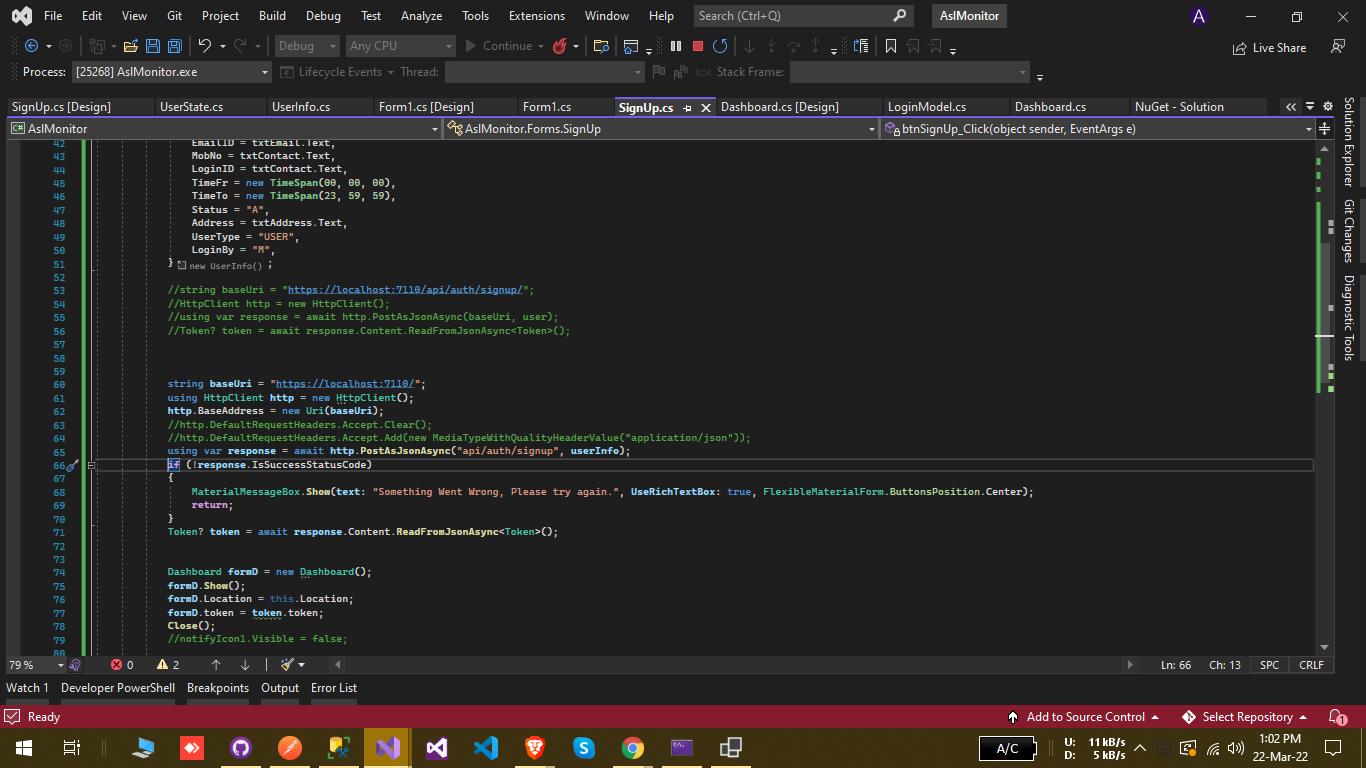 File Edit View Git Project Build Debug Test Analyze Tools Extensions Window Help Search (Ctrl+Q) AslMonitor A
Debug Any CPU Continue Live Share
Process: [25268] AslMonitor.exe Lifecycle Events Thread: Stack Frame:
SignUp.cs [Design] UserState.cs UserInfo.cs Form1.cs [Design] Form1.cs SignUp.cs Dashboard.cs [Design] LoginModel.cs Dashboard.cs NuGet - Solution
C# AslMonitor AslMonitor.Forms.SignUp btnSignUp_Click(object sender, EventArgs e)
42 EmailID = txtEmail.Text,
43 MobNo = txtContact.Text,
44 LoginID = txtContact.Text,
45 TimeFr = new TimeSpan(00, 00, 00),
46 TimeTo = new TimeSpan(23, 59, 59),
47 Status = "A",
48 Address = txtAddress.Text,
49 UserType = "USER",
50 LoginBy = "M",
51 } new UserInfo() ;
52
53 //string baseUri = "https://localhost:7110/api/auth/signup/";
54 //HttpClient http = new HttpClient();
55 //using var response = await http.PostAsJsonAsync(baseUri, user);
56 //Token? token = await response.Content.ReadFromJsonAsync<Token>();
57
58
59
60 string baseUri = "https://localhost:7110/";
61 using HttpClient http = new HttpClient();
62 http.BaseAddress = new Uri(baseUri);
63 //http.DefaultRequestHeaders.Accept.Clear();
64 //http.DefaultRequestHeaders.Accept.Add(new MediaTypeWithQualityHeaderValue("application/json"));
65 using var response = await http.PostAsJsonAsync("api/auth/signup", userInfo);
66 if (!response.IsSuccessStatusCode)
67 {
68 MaterialMessageBox.Show(text: "Something Went Wrong, Please try again.", UseRichTextBox: true, FlexibleMaterialForm.ButtonsPosition.Center);
69 return;
70 }
71 Token? token = await response.Content.ReadFromJsonAsync<Token>();
72
73
74 Dashboard formD = new Dashboard();
75 formD.Show();
76 formD.Location = this.Location;
77 formD.token = token.token;
78 Close();
79 //notifyIcon1.Visible = false;
80
Solution Explorer
Git Changes
Diagnostic Tools
79 % 0 2 Ln: 66 Ch: 13 SPC CRLF
Watch 1 Developer PowerShell Breakpoints Output Error List
Ready Add to Source Control Select Repository 1
A/C U: 11 kB/s 1:02 PM
D: 5 kB/s 22-Mar-22